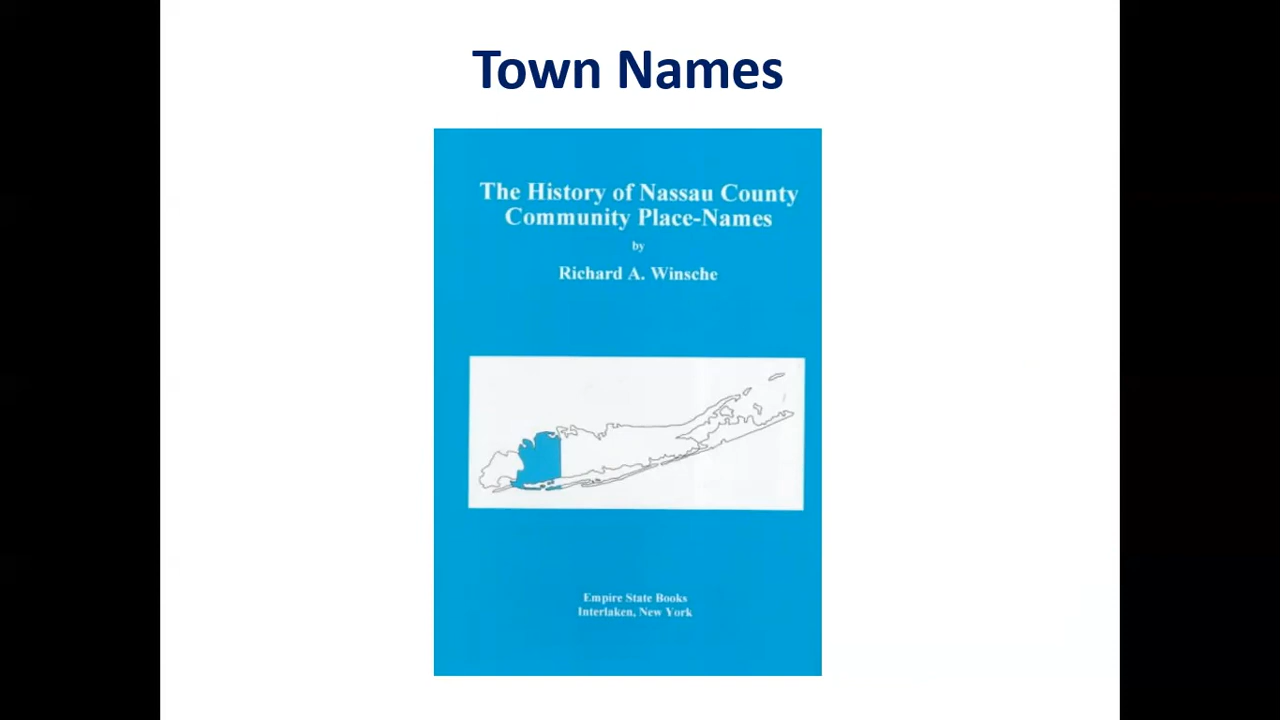 Town Names
The History of Nassau County
Community Place-Names
by
Richard A. Winsche
Empire State Books
Interlaken, New York